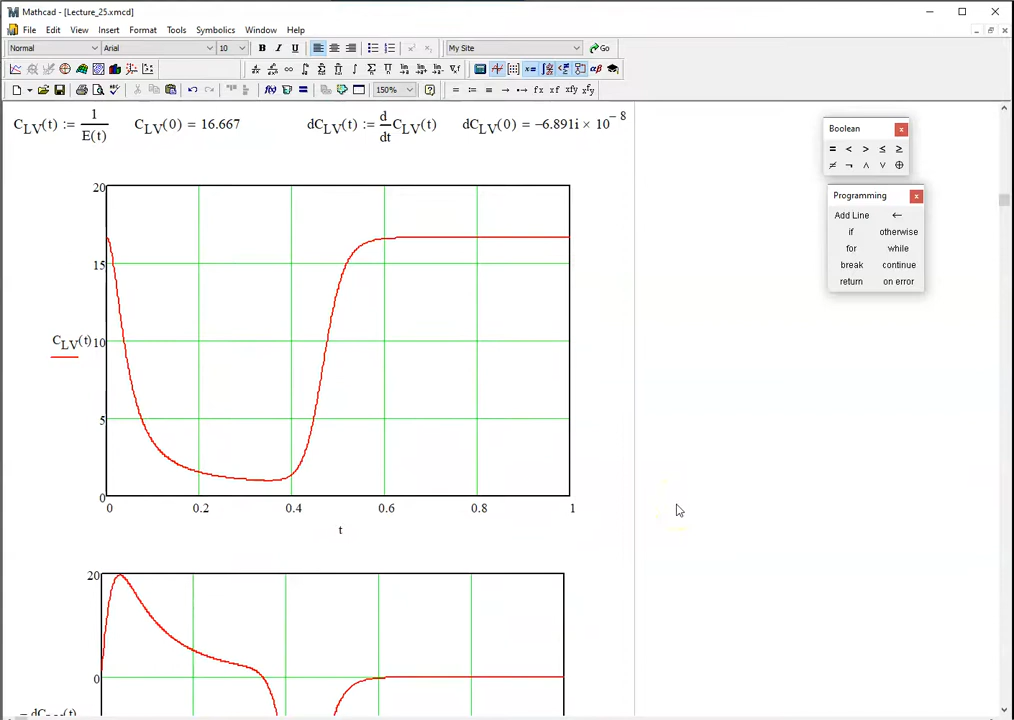 Mathcad - [Lecture_25.xmcd]
File Edit View Insert Format Tools Symbolics Window Help
Normal Arial 10 B I U My Site Go
150%
C_LV(t) := 1/E(t) C_LV(0) = 16.667 dC_LV(t) := d/dt C_LV(t) dC_LV(0) = −6.891i × 10^−8
Boolean
= < > ≤ ≥
≠ ¬ ∧ ∨ ⊕
Programming
Add Line ←
if otherwise
for while
break continue
return on error
20
15
C_LV(t) 10
5
0
0 0.2 0.4 0.6 0.8 1
t
20
0